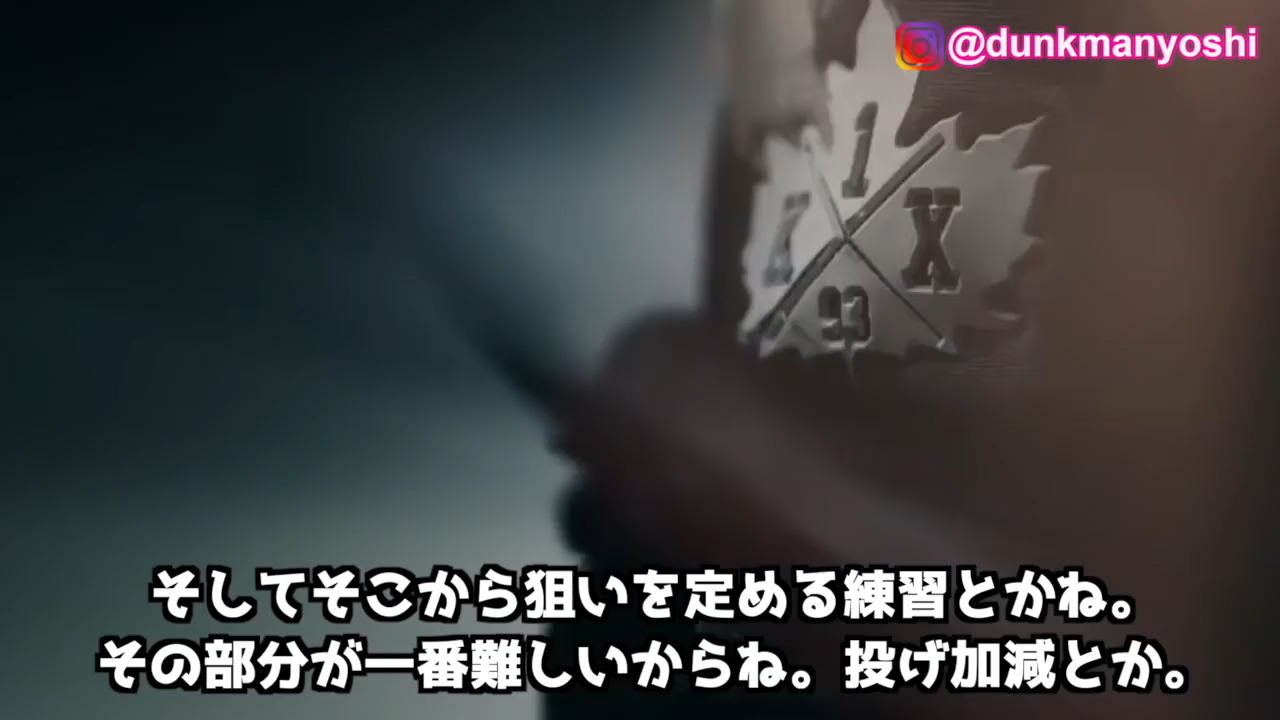 @dunkmanyoshi
1
X
93
そしてそこから狙いを定める練習とかね。
その部分が一番難しいからね。投げ加減とか。